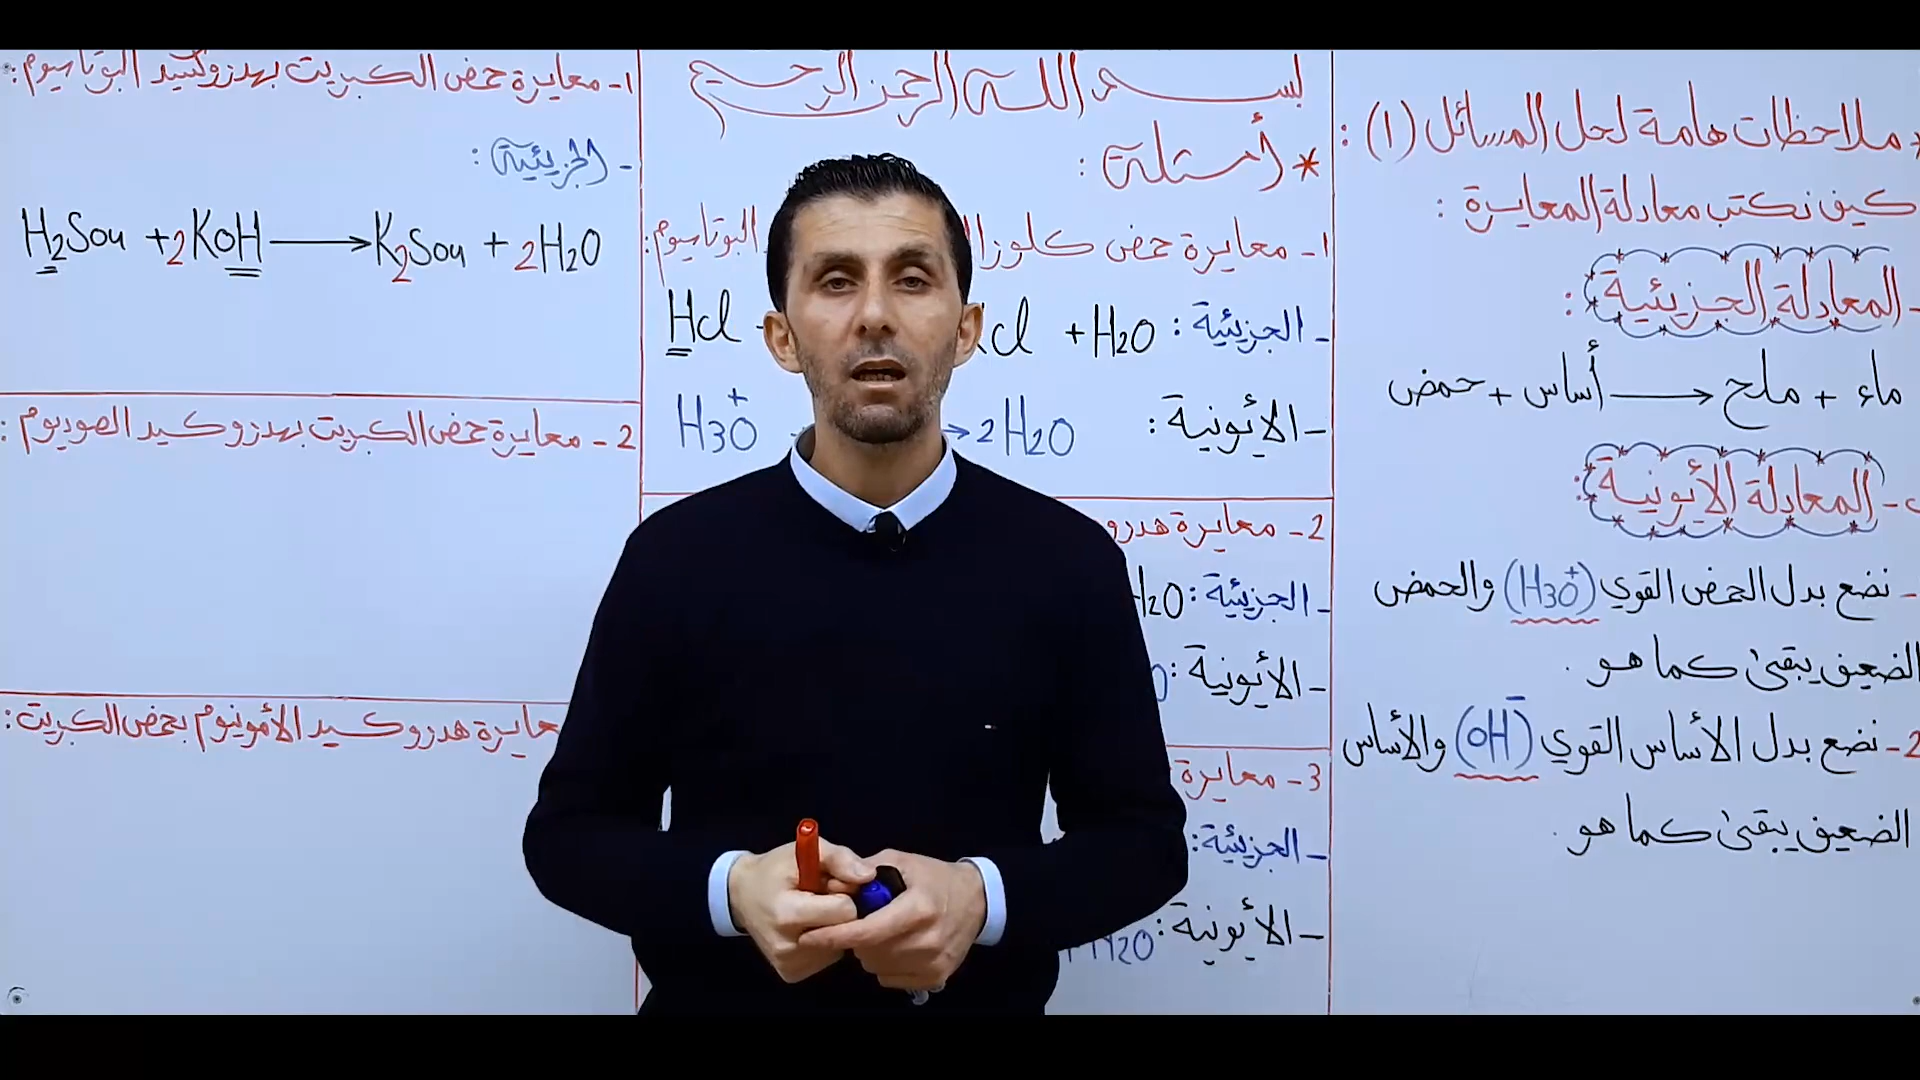 * ملاحظات هامة لحل المسائل (1) :
كيف نكتب معادلة المعايرة :
- المعادلة الجزيئية :
ماء + ملح ⟶ أساس + حمض
- المعادلة الأيونية :
- نضع بدل الحمض القوي (H3O+) والحمض
الضعيف يبقى كما هو .
2- نضع بدل الأساس القوي (OH-) والأساس
الضعيف يبقى كما هو .
بسم الله الرحمن الرحيم
* أمثلة :
1- معايرة حمض كلور البوتاسيوم :
- الجزيئية : HCl Cl + H2O
- الأيونية : H3O+ → 2H2O
2- معايرة هدرو
- الجزيئية : H2O
- الأيونية :
3- معايرة
- الجزيئية :
- الأيونية : + H2O
1- معايرة حمض الكبريت بهدروكسيد البوتاسيوم :
- الجزيئية :
H2SO4 + 2KOH ⟶ K2SO4 + 2H2O
2- معايرة حمض الكبريت بهدروكسيد الصوديوم :
معايرة هدروكسيد الأمونيوم بحمض الكبريت :